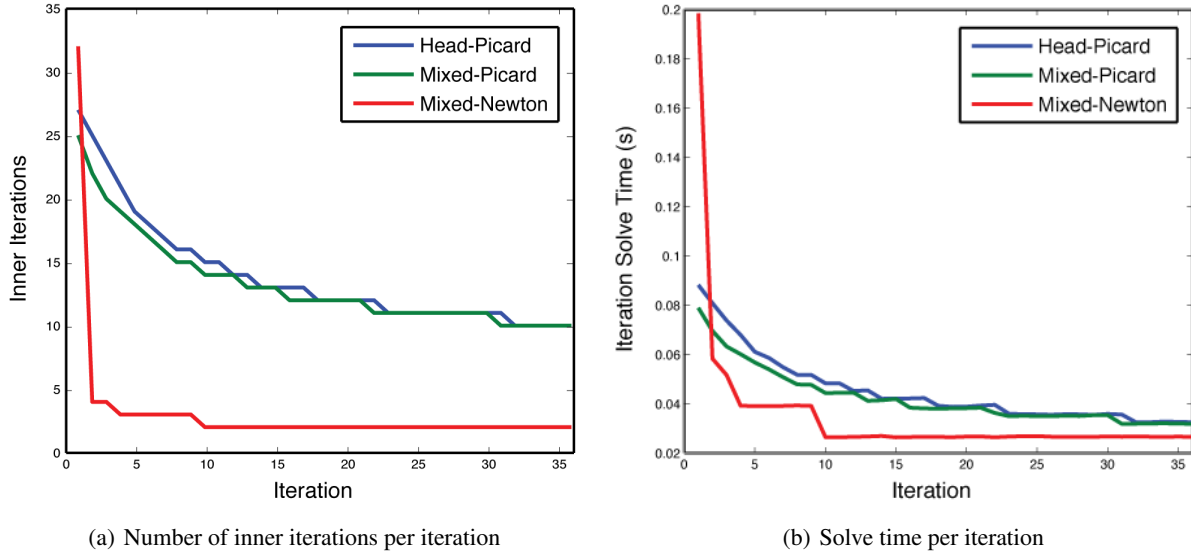 35
30
25
20
15
10
5
0
0
5
10
15
20
25
30
35
Inner Iterations
Iteration
Head-Picard
Mixed-Picard
Mixed-Newton
(a) Number of inner iterations per iteration
0.2
0.18
0.16
0.14
0.12
0.1
0.08
0.06
0.04
0.02
0
5
10
15
20
25
30
35
Iteration Solve Time (s)
Iteration
Head-Picard
Mixed-Picard
Mixed-Newton
(b) Solve time per iteration